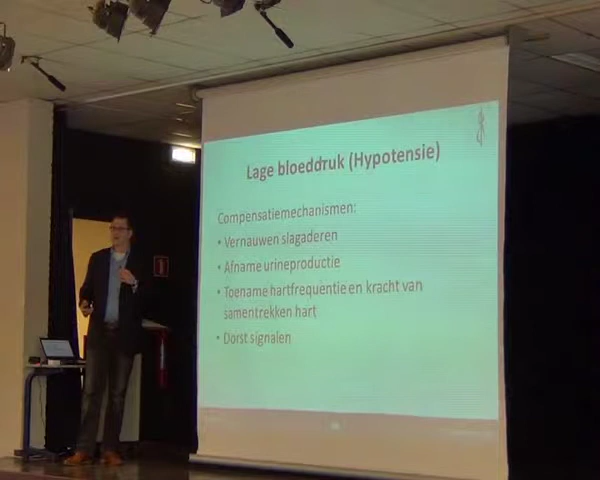 Lage bloeddruk (Hypotensie)
Compensatiemechanismen:
• Vernauwen slagaderen
• Afname urineproductie
• Toename hartfrequentie en kracht van
samentrekken hart
• Dorst signalen